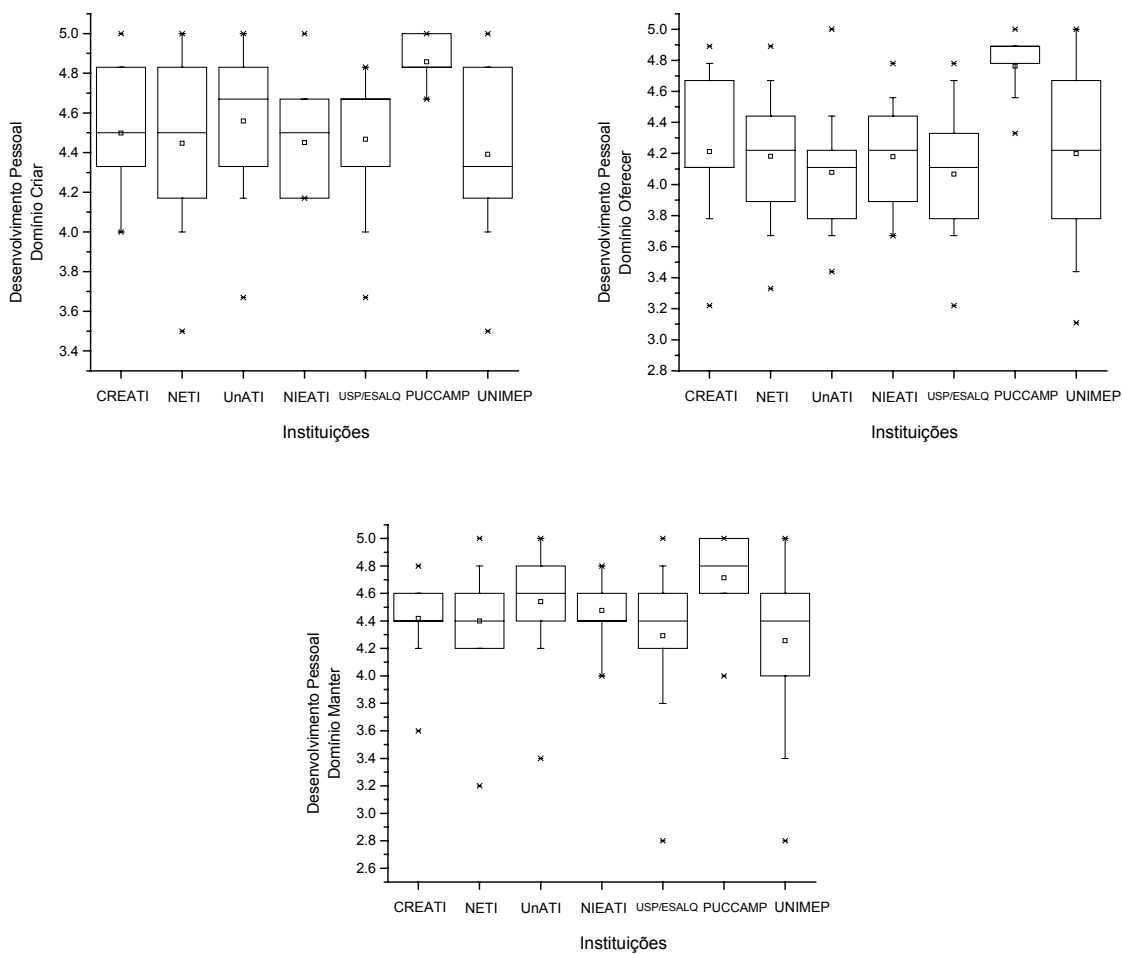 Desenvolvimento Pessoal
Domínio Criar
5.0
4.8
4.6
4.4
4.2
4.0
3.8
3.6
3.4
CREATI NETI UnATI NIEATI USP/ESALQ PUCCAMP UNIMEP
Instituições
Desenvolvimento Pessoal
Domínio Oferecer
5.0
4.8
4.6
4.4
4.2
4.0
3.8
3.6
3.4
3.2
3.0
2.8
CREATI NETI UnATI NIEATI USP/ESALQ PUCCAMP UNIMEP
Instituições
Desenvolvimento Pessoal
Domínio Manter
5.0
4.8
4.6
4.4
4.2
4.0
3.8
3.6
3.4
3.2
3.0
2.8
2.6
CREATI NETI UnATI NIEATI USP/ESALQ PUCCAMP UNIMEP
Instituições